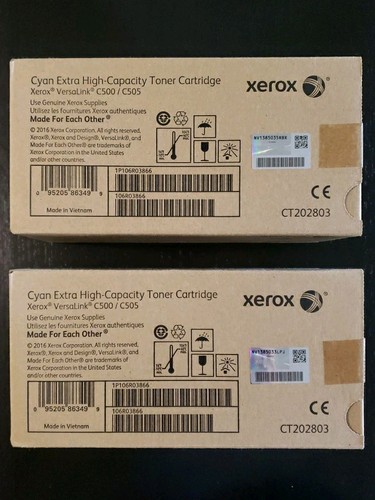 Cyan Extra High-Capacity Toner Cartridge
Xerox® VersaLink® C500 / C505
Use Genuine Xerox Supplies
Utilisez les fournitures Xerox authentiques
Made For Each Other®
© 2016 Xerox Corporation. All rights reserved.
Xerox®, Xerox and Design®, VersaLink®, and
Made For Each Other® are trademarks of
Xerox Corporation in the United States
and/or other countries.
xerox
1P106R03866
106R03866
0 95205 86349 9
Made in Vietnam
CE
CT202803
Cyan Extra High-Capacity Toner Cartridge
Xerox® VersaLink® C500 / C505
Use Genuine Xerox Supplies
Utilisez les fournitures Xerox authentiques
Made For Each Other®
© 2016 Xerox Corporation. All rights reserved.
Xerox®, Xerox and Design®, VersaLink®, and
Made For Each Other® are trademarks of
Xerox Corporation in the United States
and/or other countries.
xerox
1P106R03866
106R03866
0 95205 86349 9
Made in Vietnam
CE
CT202803